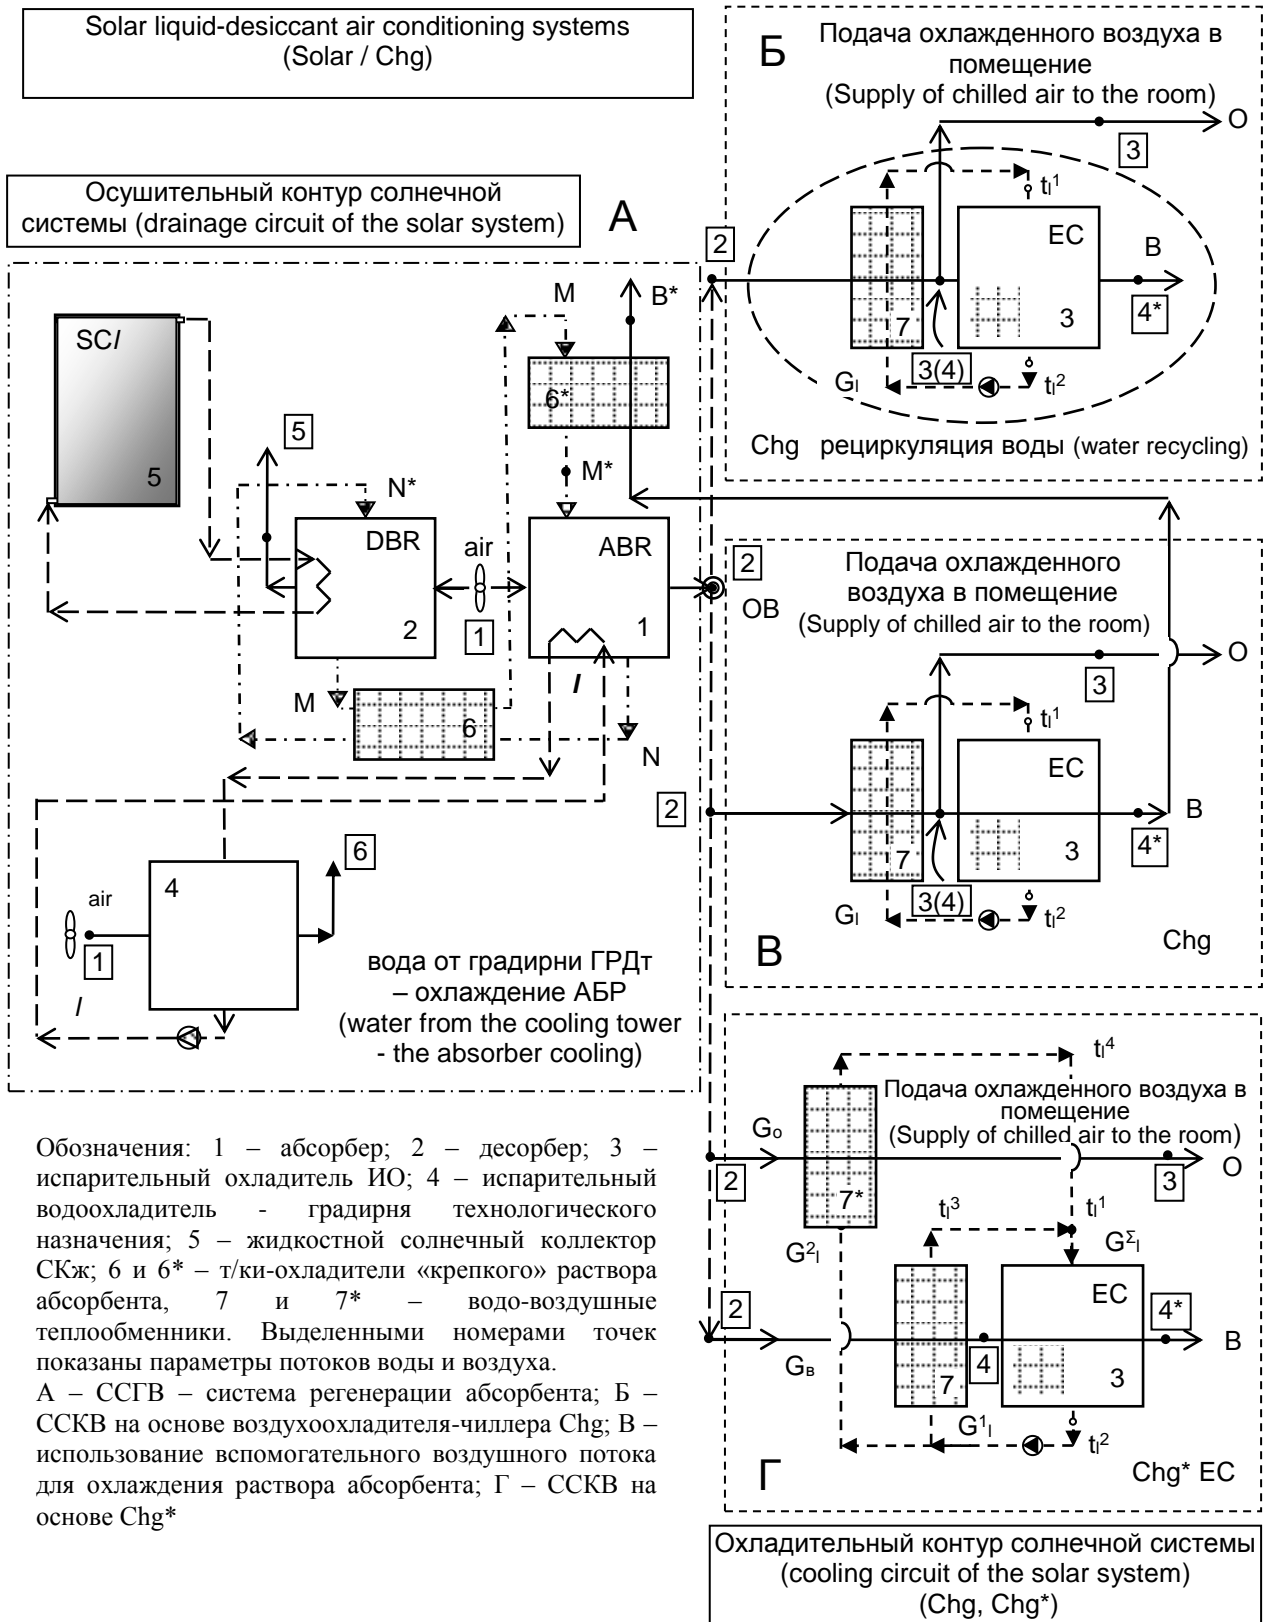 Solar liquid-desiccant air conditioning systems
(Solar / Chg)
Осушительный контур солнечной
системы (drainage circuit of the solar system)
А
SCl
5
5
N*
DBR
2
air
1
M
6*
M*
B*
ABR
1
l
M
6
N
2
ОВ
4
air
1
l
6
вода от градирни ГРДт
– охлаждение АБР
(water from the cooling tower
- the absorber cooling)
Б
Подача охлажденного воздуха в
помещение
(Supply of chilled air to the room)
О
3
2
tl1
EC
7
3
В
4*
3(4)
Gl
tl2
Chg рециркуляция воды (water recycling)
Подача охлажденного
воздуха в помещение
(Supply of chilled air to the room)
О
3
tl1
2
EC
7
3
В
4*
3(4)
Gl
tl2
В
Chg
tl4
Подача охлажденного воздуха в
помещение
(Supply of chilled air to the room)
Go
2
7*
3
О
tl3
tl1
G2l
GΣl
2
Gв
EC
4*
В
7
4
3
G1l
tl2
Г
Chg* EC
Охладительный контур солнечной системы
(cooling circuit of the solar system)
(Chg, Chg*)
Обозначения: 1 – абсорбер; 2 – десорбер; 3 –
испарительный охладитель ИО; 4 – испарительный
водоохладитель - градирня технологического
назначения; 5 – жидкостной солнечный коллектор
СКж; 6 и 6* – т/ки-охладители «крепкого» раствора
абсорбента, 7 и 7* – водо-воздушные
теплообменники. Выделенными номерами точек
показаны параметры потоков воды и воздуха.
А – ССГВ – система регенерации абсорбента; Б –
ССКВ на основе воздухоохладителя-чиллера Chg; В –
использование вспомогательного воздушного потока
для охлаждения раствора абсорбента; Г – ССКВ на
основе Chg*